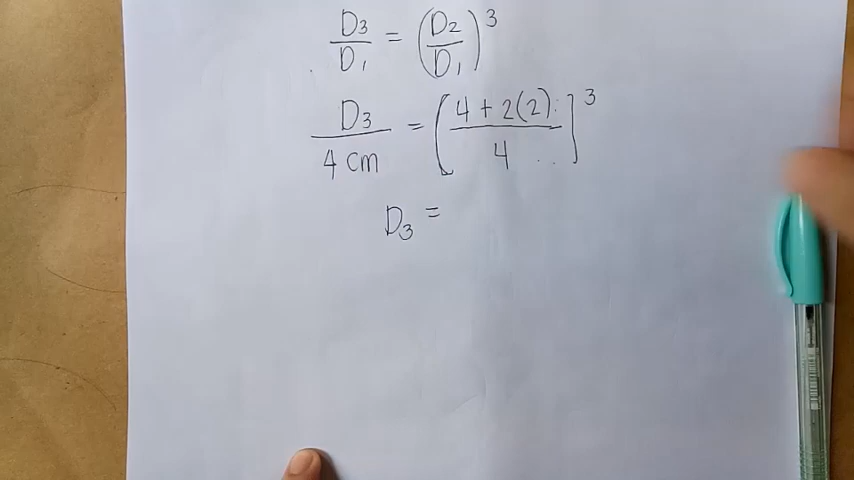 D3/D1 = (D2/D1)^3
D3/4 cm = [4 + 2(2)/4]^3
D3 =